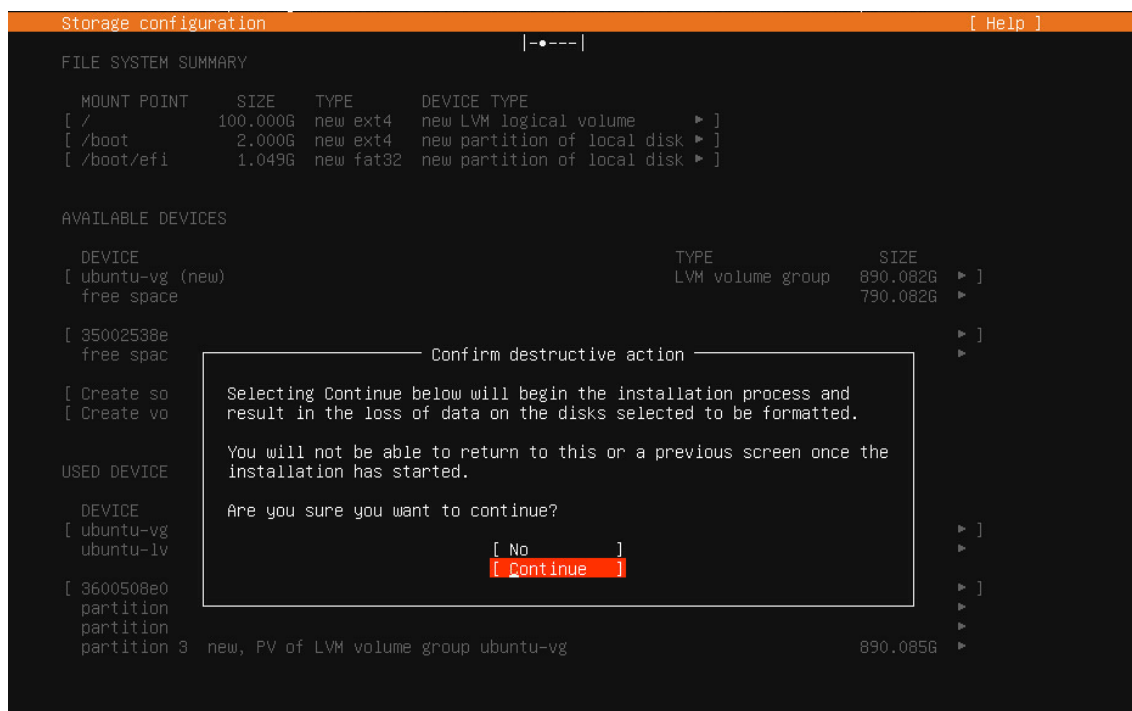 Storage configuration [ Help ]
|-•---|
FILE SYSTEM SUMMARY
MOUNT POINT SIZE TYPE DEVICE TYPE
[ / 100.000G new ext4 new LVM logical volume ▸ ]
[ /boot 2.000G new ext4 new partition of local disk ▸ ]
[ /boot/efi 1.049G new fat32 new partition of local disk ▸ ]
AVAILABLE DEVICES
DEVICE TYPE SIZE
[ ubuntu-vg (new) LVM volume group 890.082G ▸ ]
free space 790.082G ▸
[ 35002538e ▸ ]
free spac ▸
[ Create so
[ Create vo
USED DEVICE
DEVICE
[ ubuntu-vg ▸ ]
ubuntu-lv ▸
[ 3600508e0 ▸ ]
partition ▸
partition ▸
partition 3 new, PV of LVM volume group ubuntu-vg 890.085G ▸
Confirm destructive action
Selecting Continue below will begin the installation process and
result in the loss of data on the disks selected to be formatted.
You will not be able to return to this or a previous screen once the
installation has started.
Are you sure you want to continue?
[ No ]
[ Continue ]